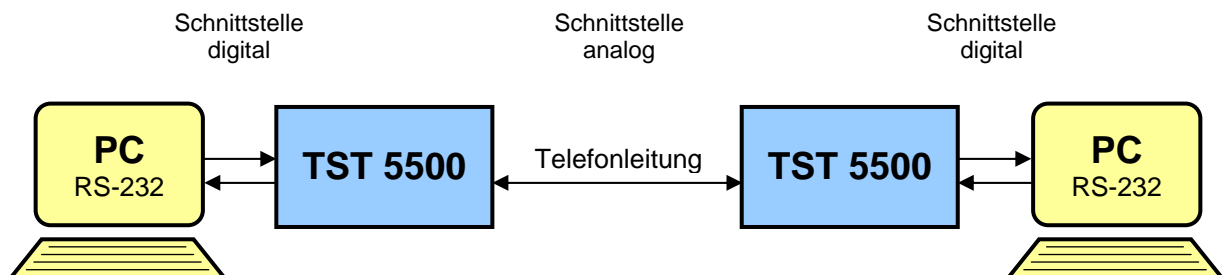 Schnittstelle
digital
Schnittstelle
analog
Schnittstelle
digital
PC
RS-232
TST 5500
Telefonleitung
TST 5500
PC
RS-232